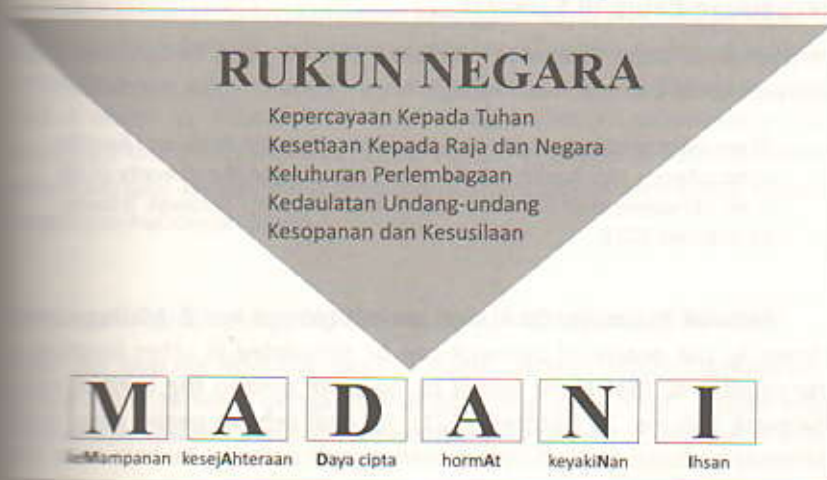 RUKUN NEGARA
Kepercayaan Kepada Tuhan
Kesetiaan Kepada Raja dan Negara
Keluhuran Perlembagaan
Kedaulatan Undang-undang
Kesopanan dan Kesusilaan
M A D A N I
keMampanan kesejAhteraan Daya cipta hormAt keyakiNan Ihsan